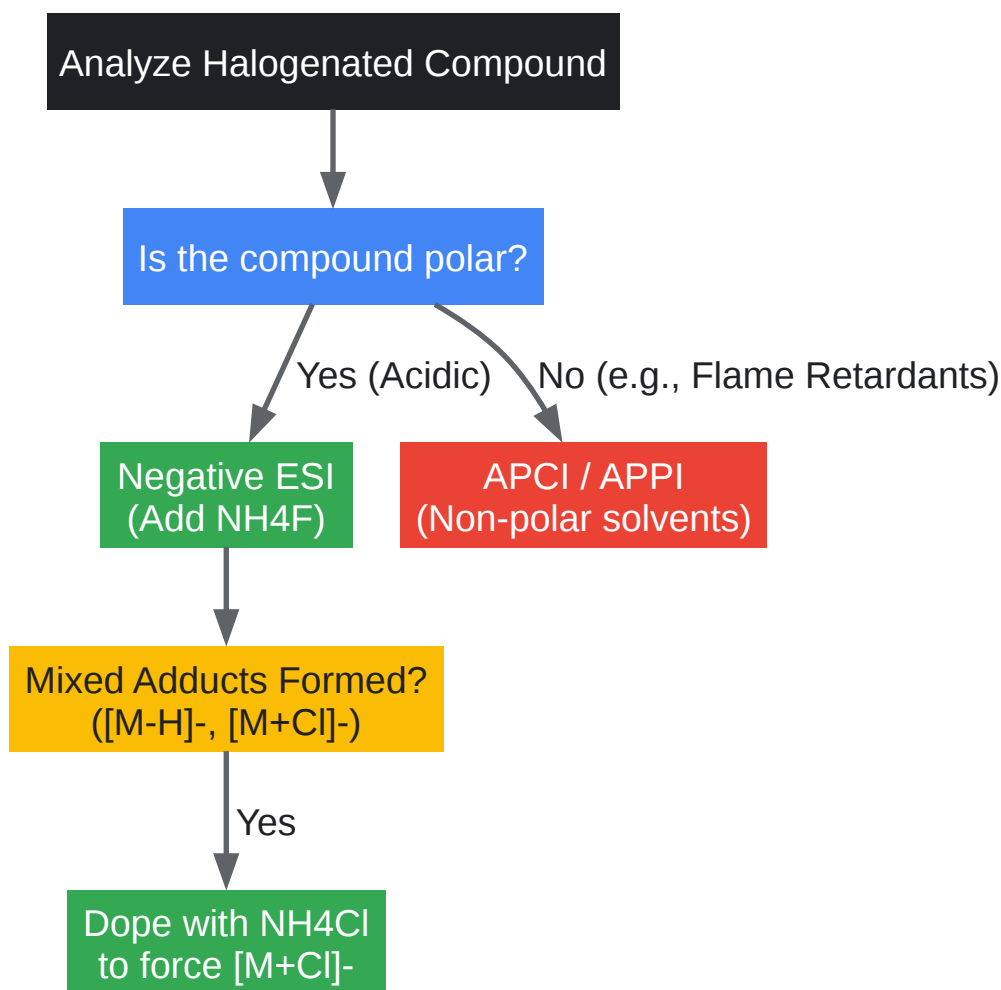 Analyze Halogenated Compound
Is the compound polar?
Yes (Acidic)
No (e.g., Flame Retardants)
Negative ESI
(Add NH4F)
APCI / APPI
(Non-polar solvents)
Mixed Adducts Formed?
([M-H]-, [M+Cl]-)
Yes
Dope with NH4Cl
to force [M+Cl]-